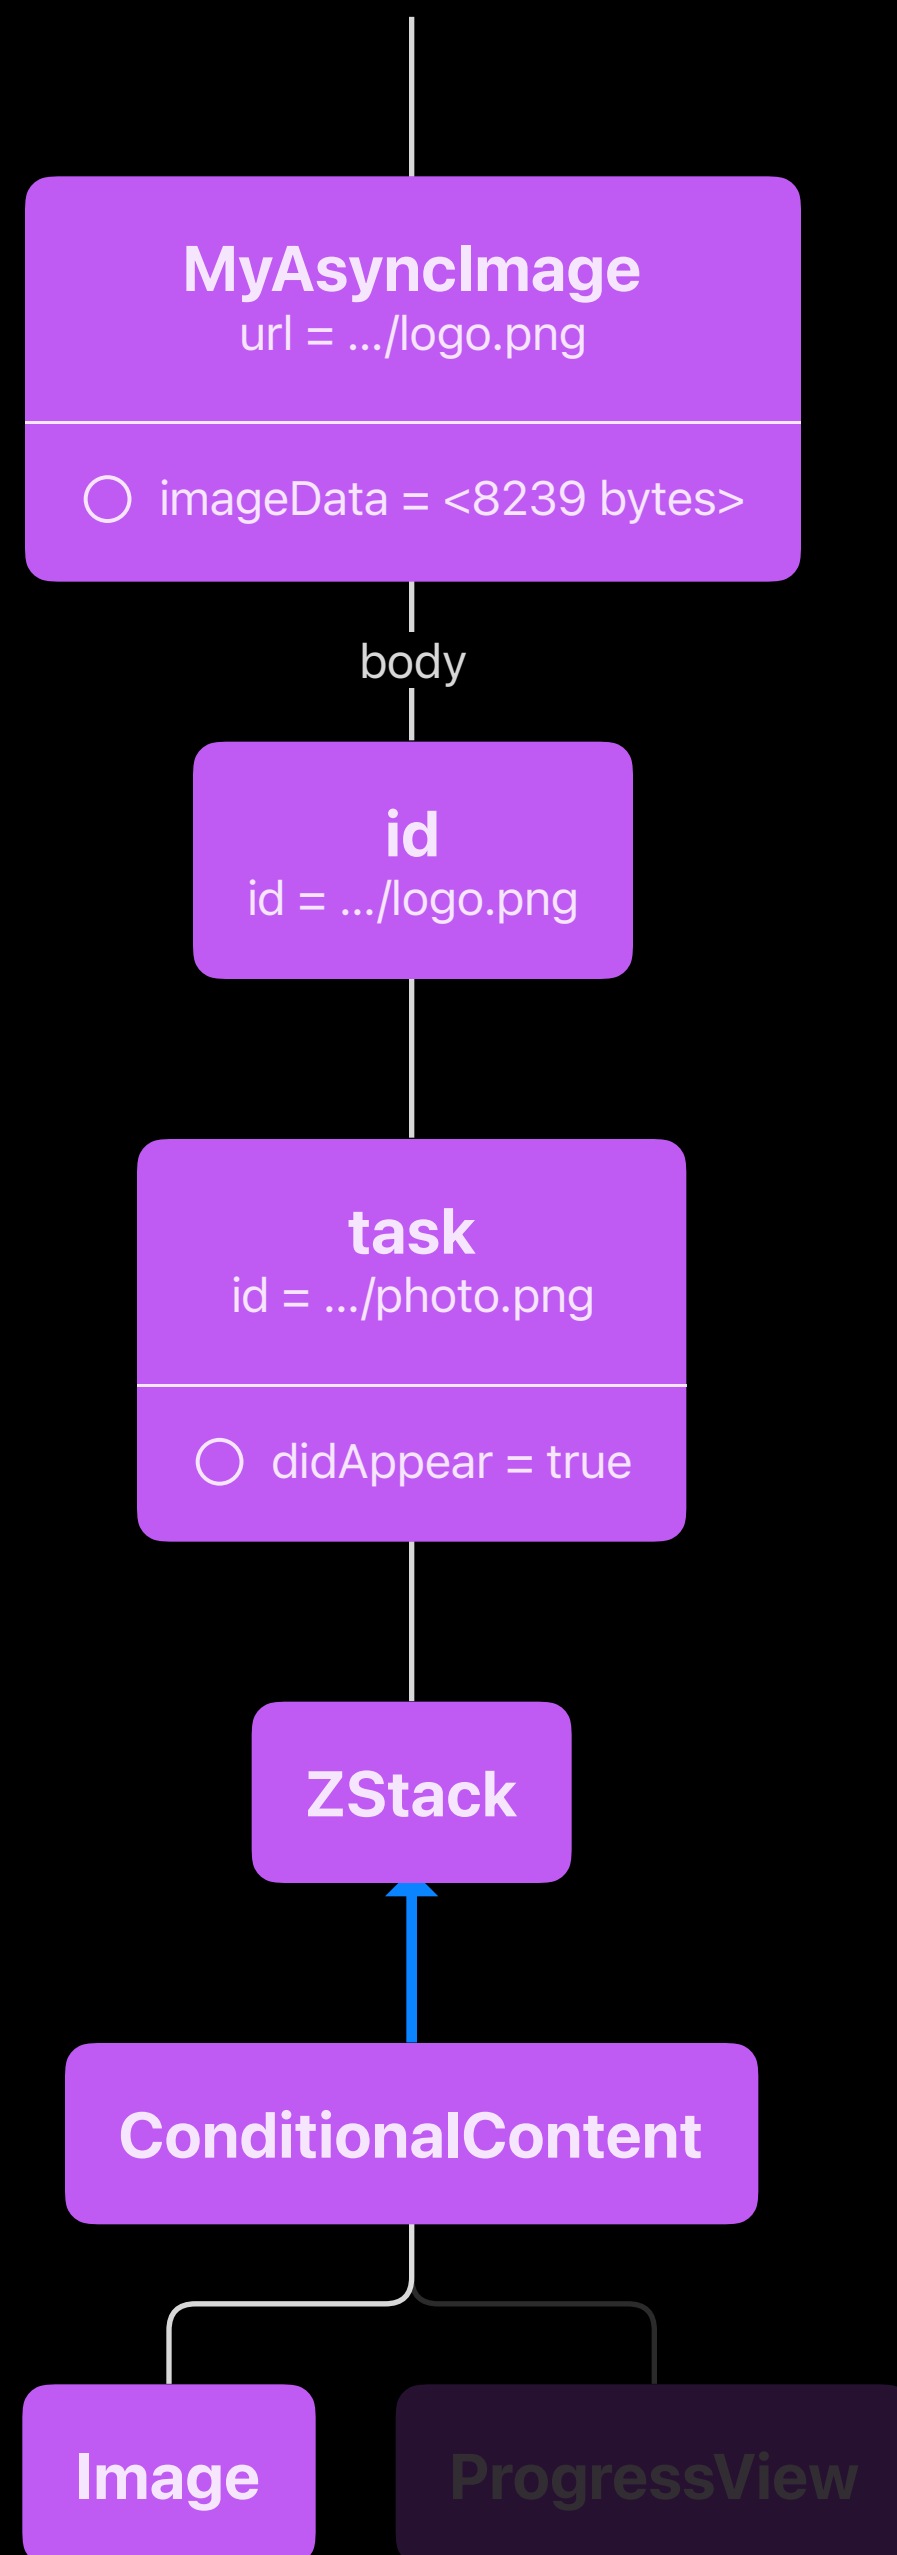 MyAsyncImage
url = .../logo.png
imageData = <8239 bytes>
body
id
id = .../logo.png
task
id = .../photo.png
didAppear = true
ZStack
ConditionalContent
Image
ProgressView